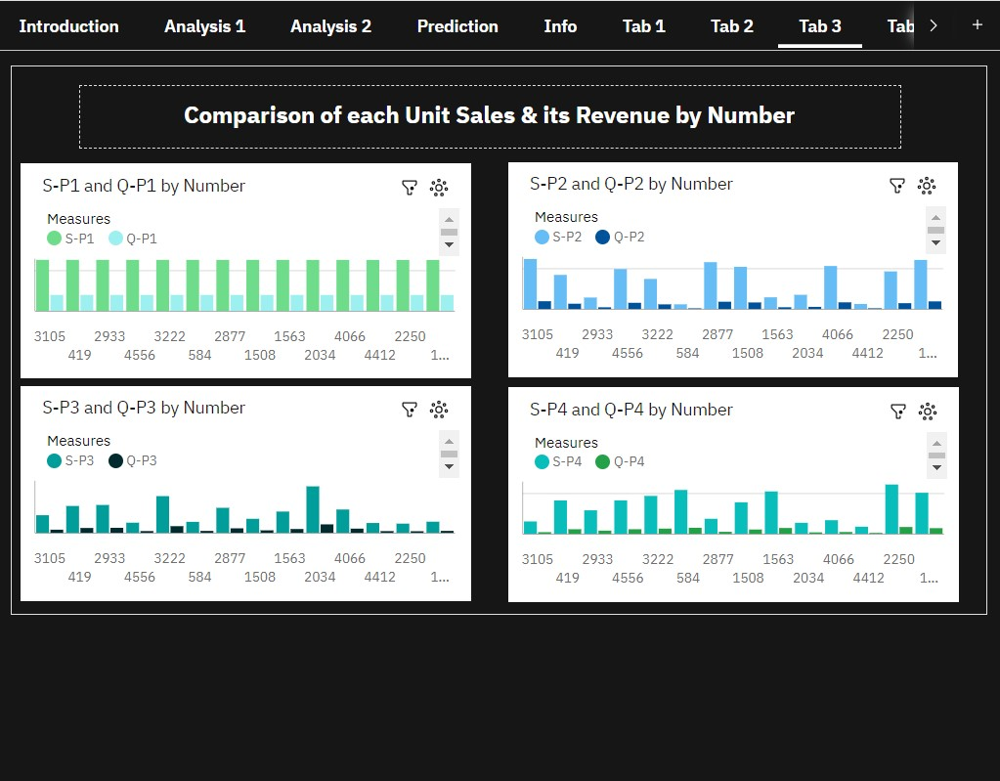 Introduction Analysis 1 Analysis 2 Prediction Info Tab 1 Tab 2 Tab 3 Tab
Comparison of each Unit Sales & its Revenue by Number
S-P1 and Q-P1 by Number
Measures
S-P1 Q-P1
3105 2933 3222 2877 1563 4066 2250
419 4556 584 1508 2034 4412 1...
S-P2 and Q-P2 by Number
Measures
S-P2 Q-P2
3105 2933 3222 2877 1563 4066 2250
419 4556 584 1508 2034 4412 1...
S-P3 and Q-P3 by Number
Measures
S-P3 Q-P3
3105 2933 3222 2877 1563 4066 2250
419 4556 584 1508 2034 4412 1...
S-P4 and Q-P4 by Number
Measures
S-P4 Q-P4
3105 2933 3222 2877 1563 4066 2250
419 4556 584 1508 2034 4412 1...